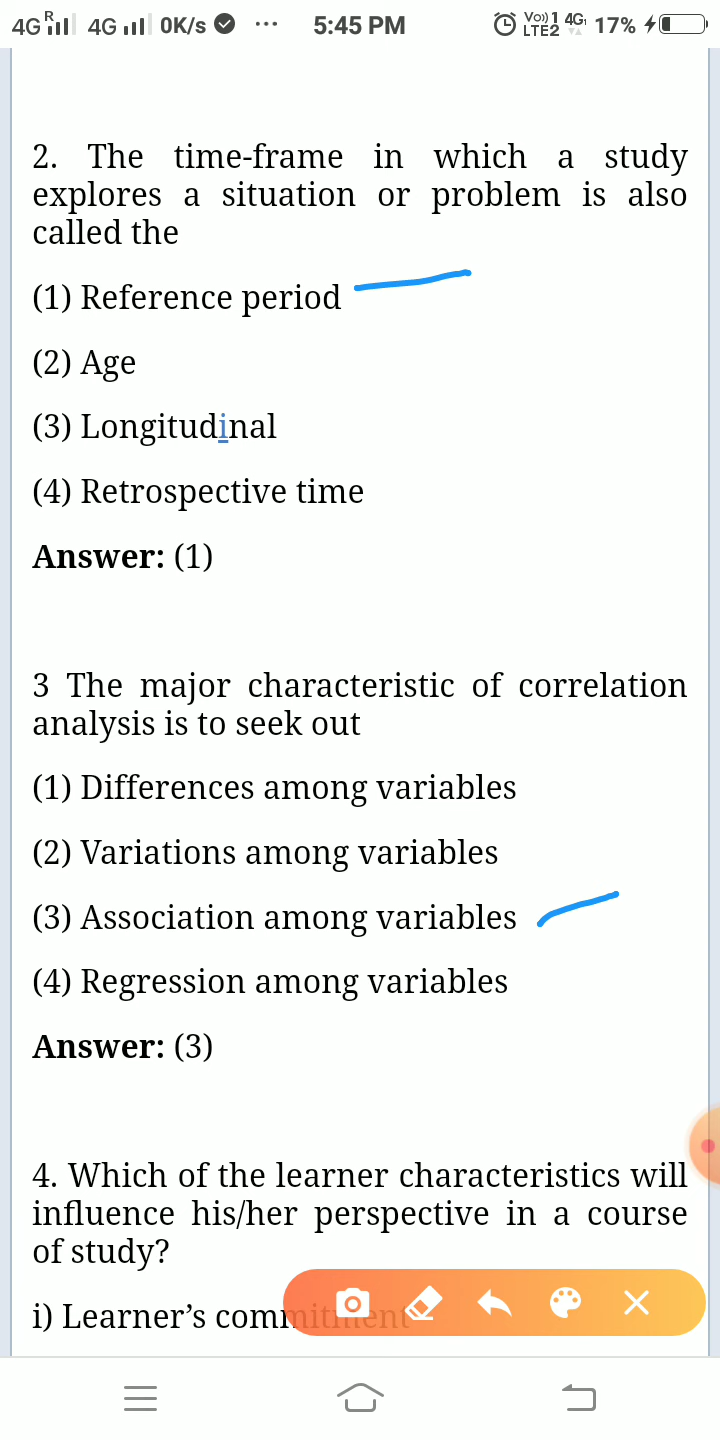 4G R 4G 0K/s ... 5:45 PM Vo)) 1 4G 17%
LTE2
2. The time-frame in which a study
explores a situation or problem is also
called the
(1) Reference period
(2) Age
(3) Longitudinal
(4) Retrospective time
Answer: (1)
3 The major characteristic of correlation
analysis is to seek out
(1) Differences among variables
(2) Variations among variables
(3) Association among variables
(4) Regression among variables
Answer: (3)
4. Which of the learner characteristics will
influence his/her perspective in a course
of study?
i) Learner’s commitment